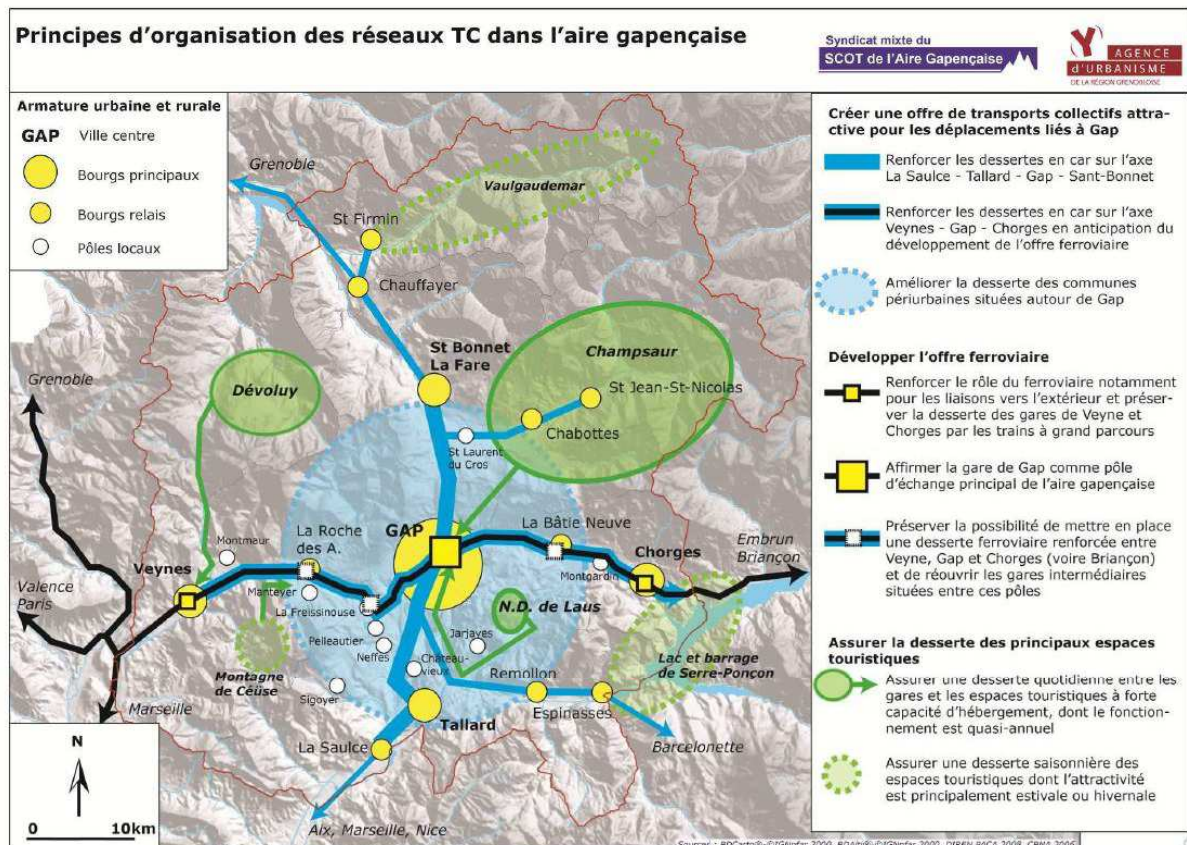 Principes d'organisation des réseaux TC dans l'aire gapençaise
Syndicat mixte du
SCOT de l'Aire Gapençaise
AGENCE
d'URBANISME
DE LA RÉGION GRENOBLOISE
Armature urbaine et rurale
GAP Ville centre
Bourgs principaux
Bourgs relais
Pôles locaux
Grenoble
Vaulgaudemar
St Firmin
Chauffayer
St Bonnet
La Fare
Champsaur
St Jean-St-Nicolas
Chabottes
St Laurent
du Cros
Grenoble
Dévoluy
GAP
La Bâtie Neuve
La Roche
des A.
Montmaur
Veynes
Chorges
Embrun
Briançon
Montgardin
Valence
Paris
Manteyer
La Freissinouse
N.D. de Laus
Pelleautier
Neffes
Jarjayes
Château-
vieux
Remollon
Lac et barrage
de Serre-Ponçon
Montagne
de Céüse
Sigoyer
Marseille
Tallard
Espinasses
La Saulce
Barcelonette
Aix, Marseille, Nice
N
0 10km
Créer une offre de transports collectifs attrac-
tive pour les déplacements liés à Gap
Renforcer les dessertes en car sur l'axe
La Saulce - Tallard - Gap - Sant-Bonnet
Renforcer les dessertes en car sur l'axe
Veynes - Gap - Chorges en anticipation du
développement de l'offre ferroviaire
Améliorer la desserte des communes
périurbaines situées autour de Gap
Développer l'offre ferroviaire
Renforcer le rôle du ferroviaire notamment
pour les liaisons vers l'extérieur et préser-
ver la desserte des gares de Veyne et
Chorges par les trains à grand parcours
Affirmer la gare de Gap comme pôle
d'échange principal de l'aire gapençaise
Préserver la possibilité de mettre en place
une desserte ferroviaire renforcée entre
Veyne, Gap et Chorges (voire Briançon)
et de réouvrir les gares intermédiaires
situées entre ces pôles
Assurer la desserte des principaux espaces
touristiques
Assurer une desserte quotidienne entre les
gares et les espaces touristiques à forte
capacité d'hébergement, dont le fonction-
nement est quasi-annuel
Assurer une desserte saisonnière des
espaces touristiques dont l'attractivité
est principalement estivale ou hivernale
Sources :